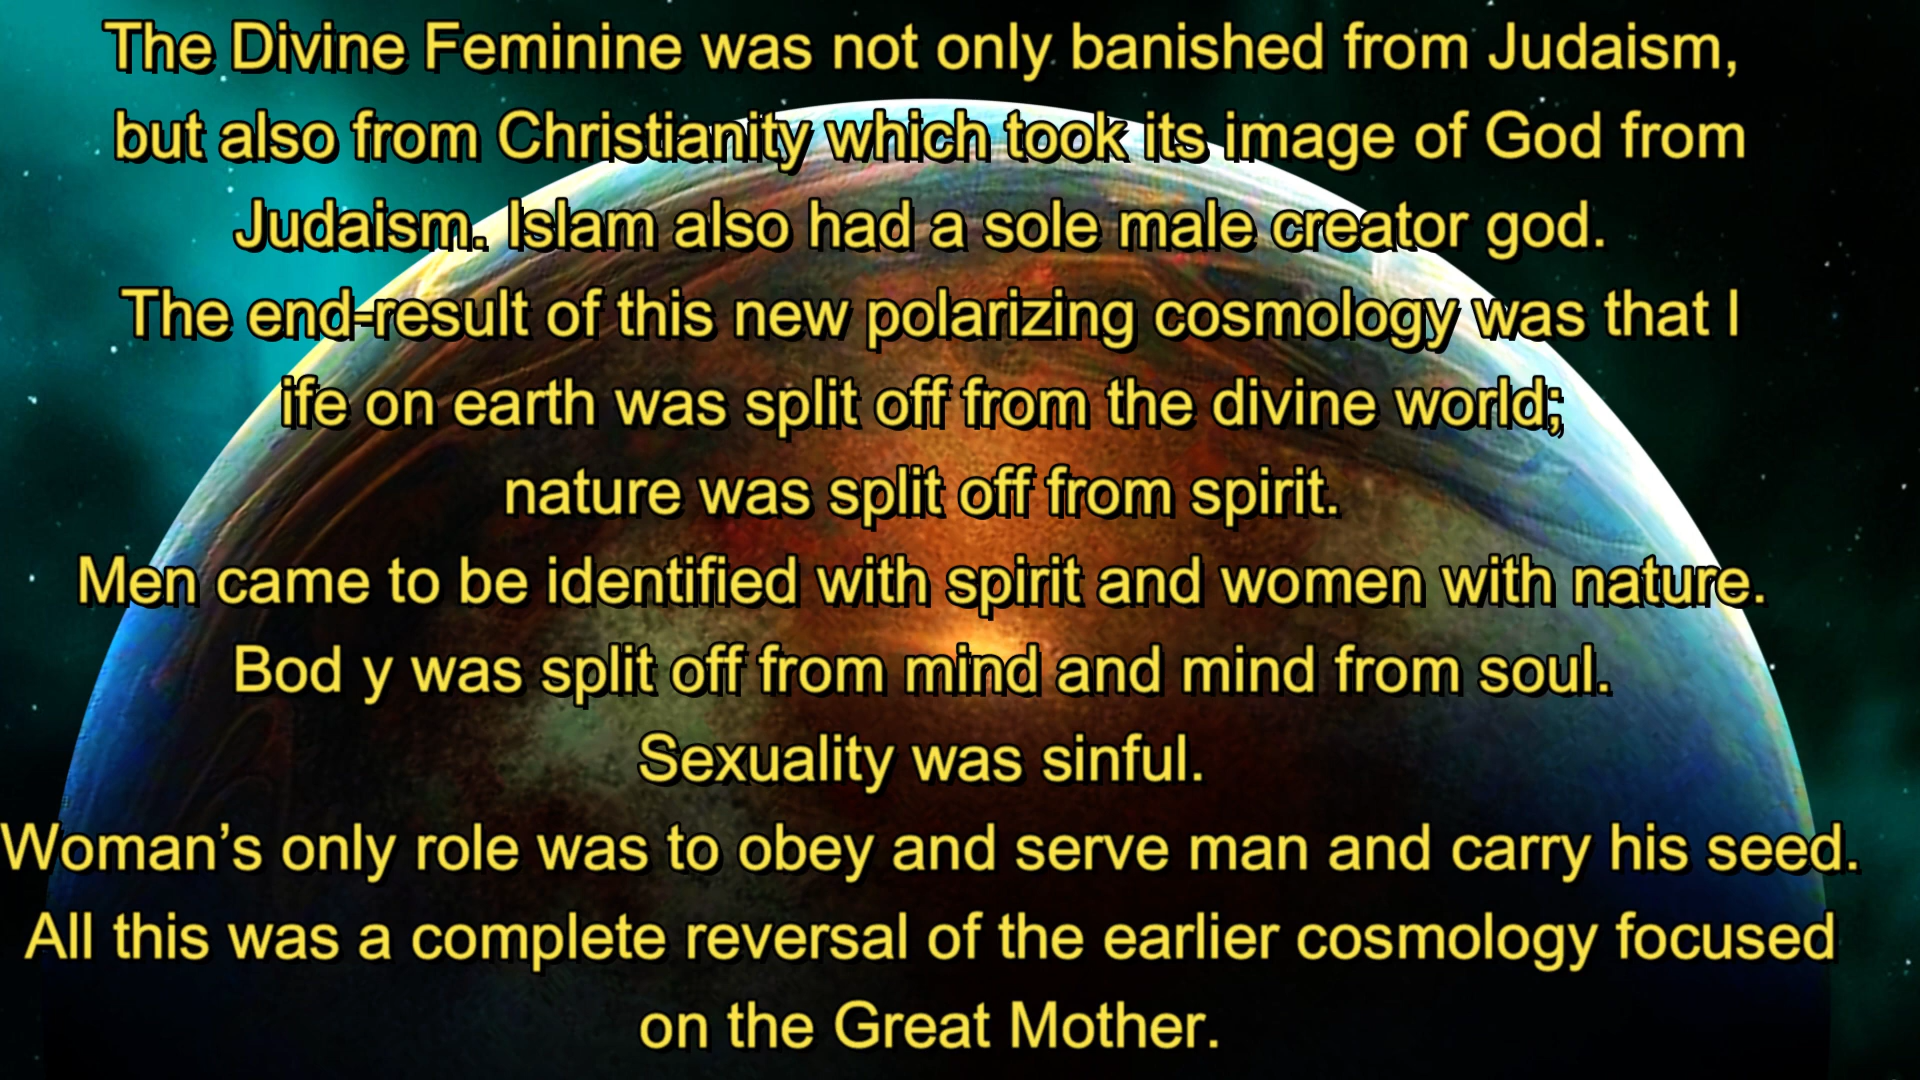 The Divine Feminine was not only banished from Judaism,
but also from Christianity which took its image of God from
Judaism. Islam also had a sole male creator god.
The end-result of this new polarizing cosmology was that l
ife on earth was split off from the divine world;
nature was split off from spirit.
Men came to be identified with spirit and women with nature.
Bod y was split off from mind and mind from soul.
Sexuality was sinful.
Woman’s only role was to obey and serve man and carry his seed.
All this was a complete reversal of the earlier cosmology focused
on the Great Mother.